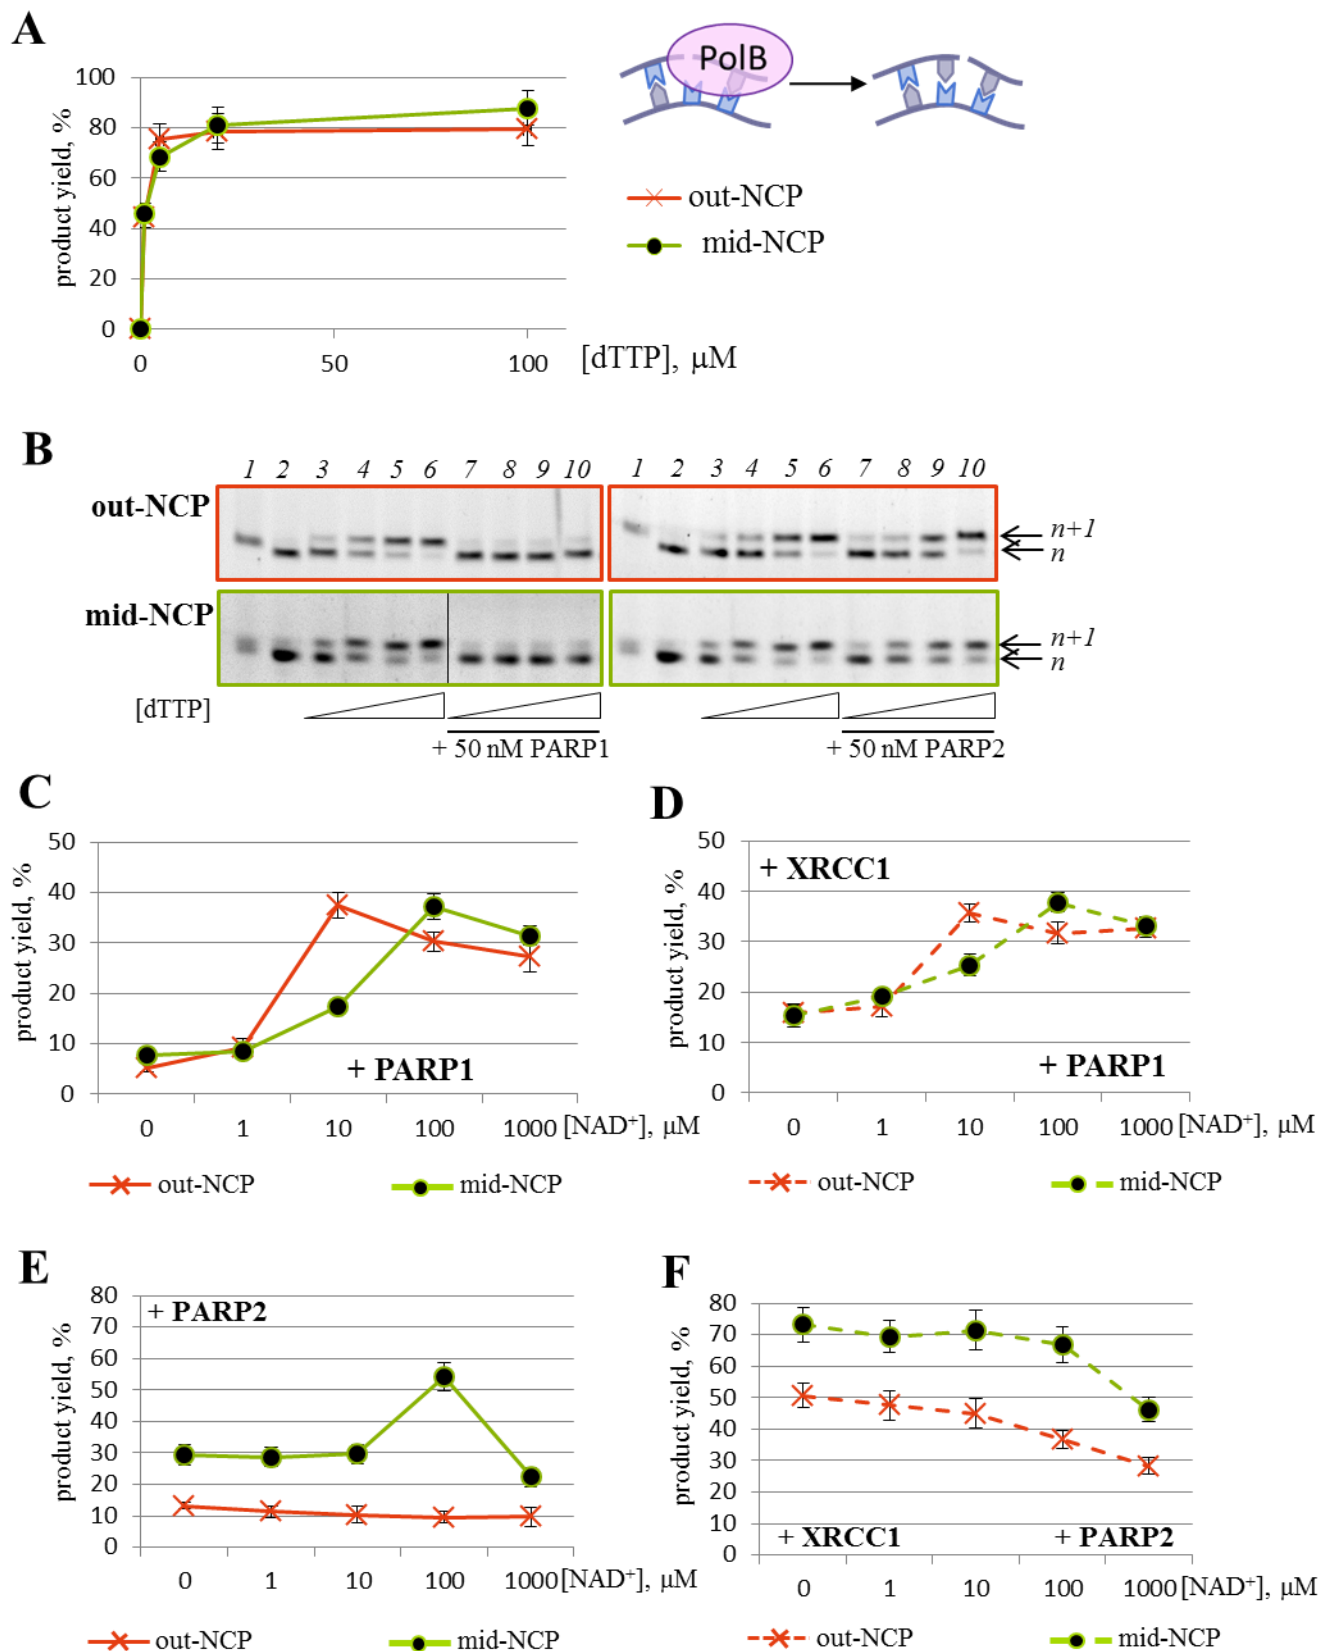 A
PolB
100
80
60
40
20
0
product yield, %
0 50 100 [dTTP], μM
out-NCP
mid-NCP
B
1 2 3 4 5 6 7 8 9 10 1 2 3 4 5 6 7 8 9 10
out-NCP
n+1
n
mid-NCP
n+1
n
[dTTP]
+ 50 nM PARP1 + 50 nM PARP2
C
50
40
30
20
10
0
product yield, %
+ PARP1
0 1 10 100 1000 [NAD+], μM
out-NCP mid-NCP
D
50
40
30
20
10
0
product yield, %
+ XRCC1
+ PARP1
0 1 10 100 1000 [NAD+], μM
out-NCP mid-NCP
E
80
70
60
50
40
30
20
10
0
product yield, %
+ PARP2
0 1 10 100 1000 [NAD+], μM
out-NCP mid-NCP
F
80
70
60
50
40
30
20
10
0
product yield, %
+ XRCC1 + PARP2
0 1 10 100 1000 [NAD+], μM
out-NCP mid-NCP